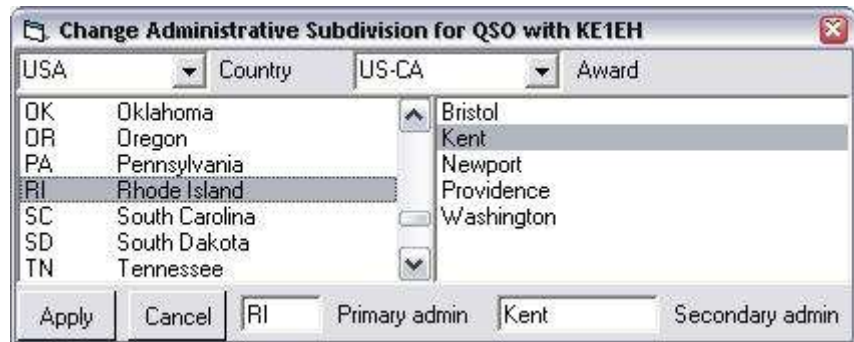 Change Administrative Subdivision for QSO with KE1EH
USA Country US-CA Award
OK Oklahoma
OR Oregon
PA Pennsylvania
RI Rhode Island
SC South Carolina
SD South Dakota
TN Tennessee
Bristol
Kent
Newport
Providence
Washington
Apply Cancel RI Primary admin Kent Secondary admin